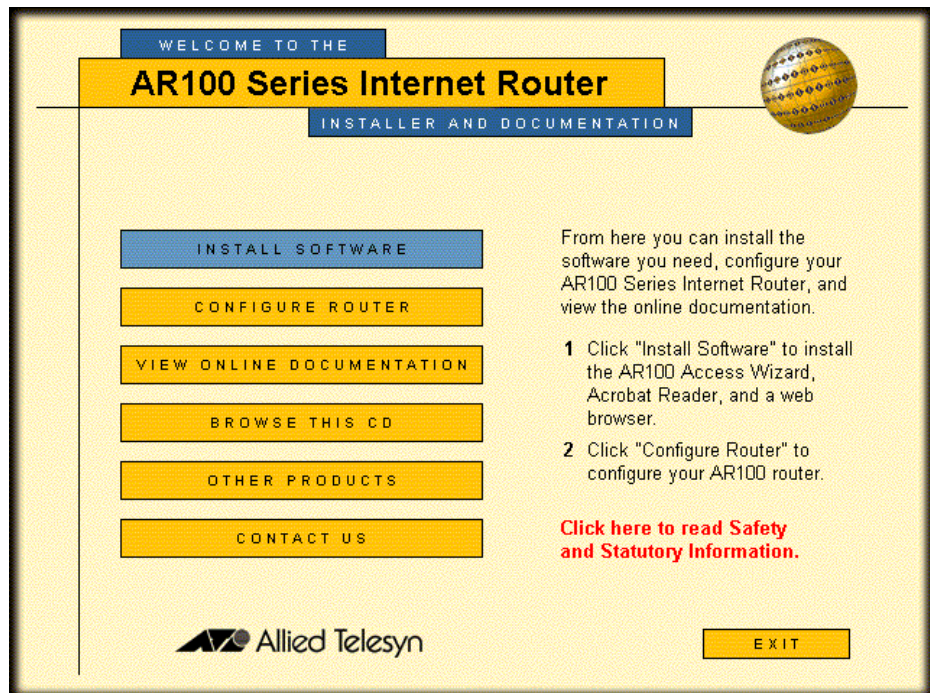 WELCOME TO THE
AR100 Series Internet Router
INSTALLER AND DOCUMENTATION
INSTALL SOFTWARE
CONFIGURE ROUTER
VIEW ONLINE DOCUMENTATION
BROWSE THIS CD
OTHER PRODUCTS
CONTACT US
From here you can install the
software you need, configure your
AR100 Series Internet Router, and
view the online documentation.
1 Click "Install Software" to install
the AR100 Access Wizard,
Acrobat Reader, and a web
browser.
2 Click "Configure Router" to
configure your AR100 router.
Click here to read Safety
and Statutory Information.
Allied Telesyn
EXIT